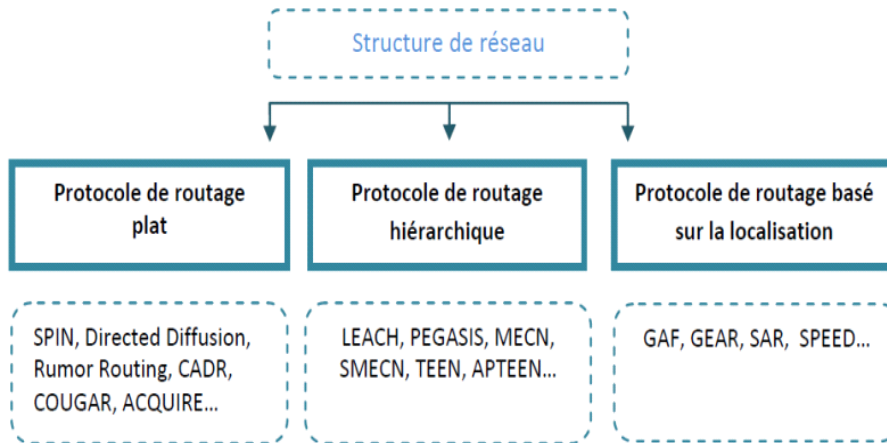 Structure de réseau
Protocole de routage
plat
Protocole de routage
hiérarchique
Protocole de routage basé
sur la localisation
SPIN, Directed Diffusion,
Rumor Routing, CADR,
COUGAR, ACQUIRE...
LEACH, PEGASIS, MECN,
SMECN, TEEN, APTEEN...
GAF, GEAR, SAR, SPEED...